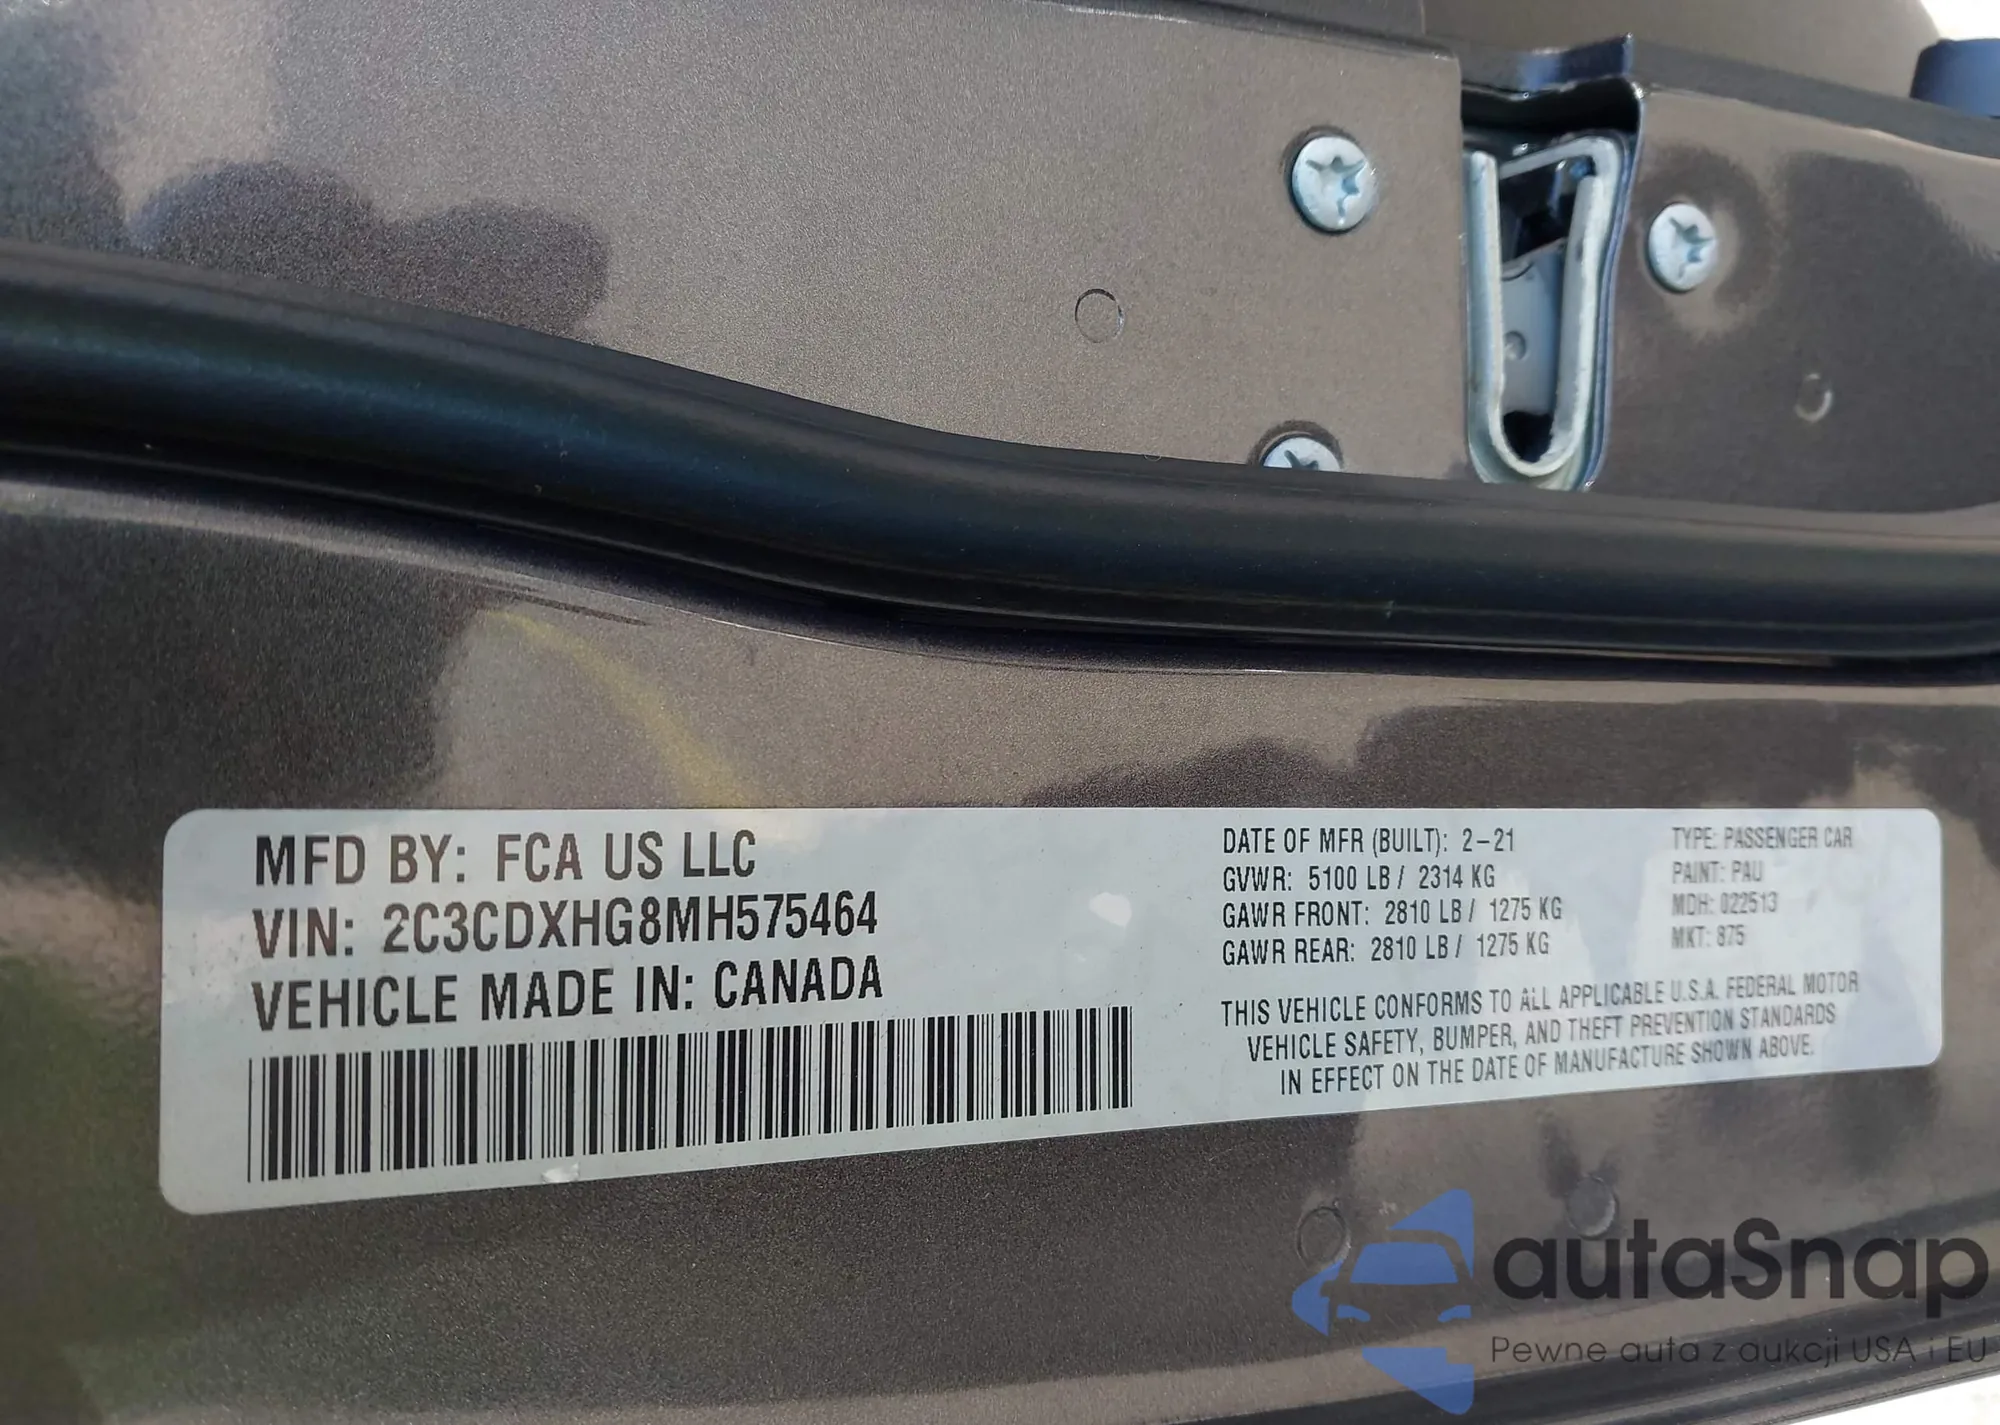 MFD BY: FCA US LLC
VIN: 2C3CDXHG8MH575464
VEHICLE MADE IN: CANADA
DATE OF MFR (BUILT): 2-21
GVWR: 5100 LB / 2314 KG
GAWR FRONT: 2810 LB / 1275 KG
GAWR REAR: 2810 LB / 1275 KG
TYPE: PASSENGER CAR
PAINT: PAU
MDH: 022513
MKT: 875
THIS VEHICLE CONFORMS TO ALL APPLICABLE U.S.A. FEDERAL MOTOR
VEHICLE SAFETY, BUMPER, AND THEFT PREVENTION STANDARDS
IN EFFECT ON THE DATE OF MANUFACTURE SHOWN ABOVE.
autaSnap
Pewne auta z aukcji USA i EU